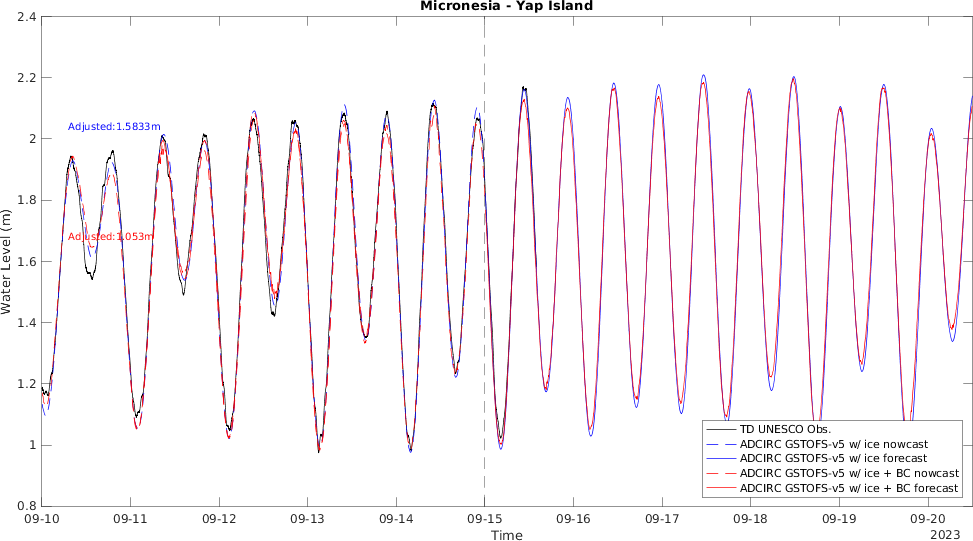 Micronesia - Yap Island
2.4
2.2
2
1.8
1.6
1.4
1.2
1
0.8
Water Level (m)
Adjusted:1.5833m
Adjusted:1.053m
TD UNESCO Obs.
ADCIRC GSTOFS-v5 w/ ice nowcast
ADCIRC GSTOFS-v5 w/ ice forecast
ADCIRC GSTOFS-v5 w/ ice + BC nowcast
ADCIRC GSTOFS-v5 w/ ice + BC forecast
09-10 09-11 09-12 09-13 09-14 09-15 09-16 09-17 09-18 09-19 09-20
Time
2023